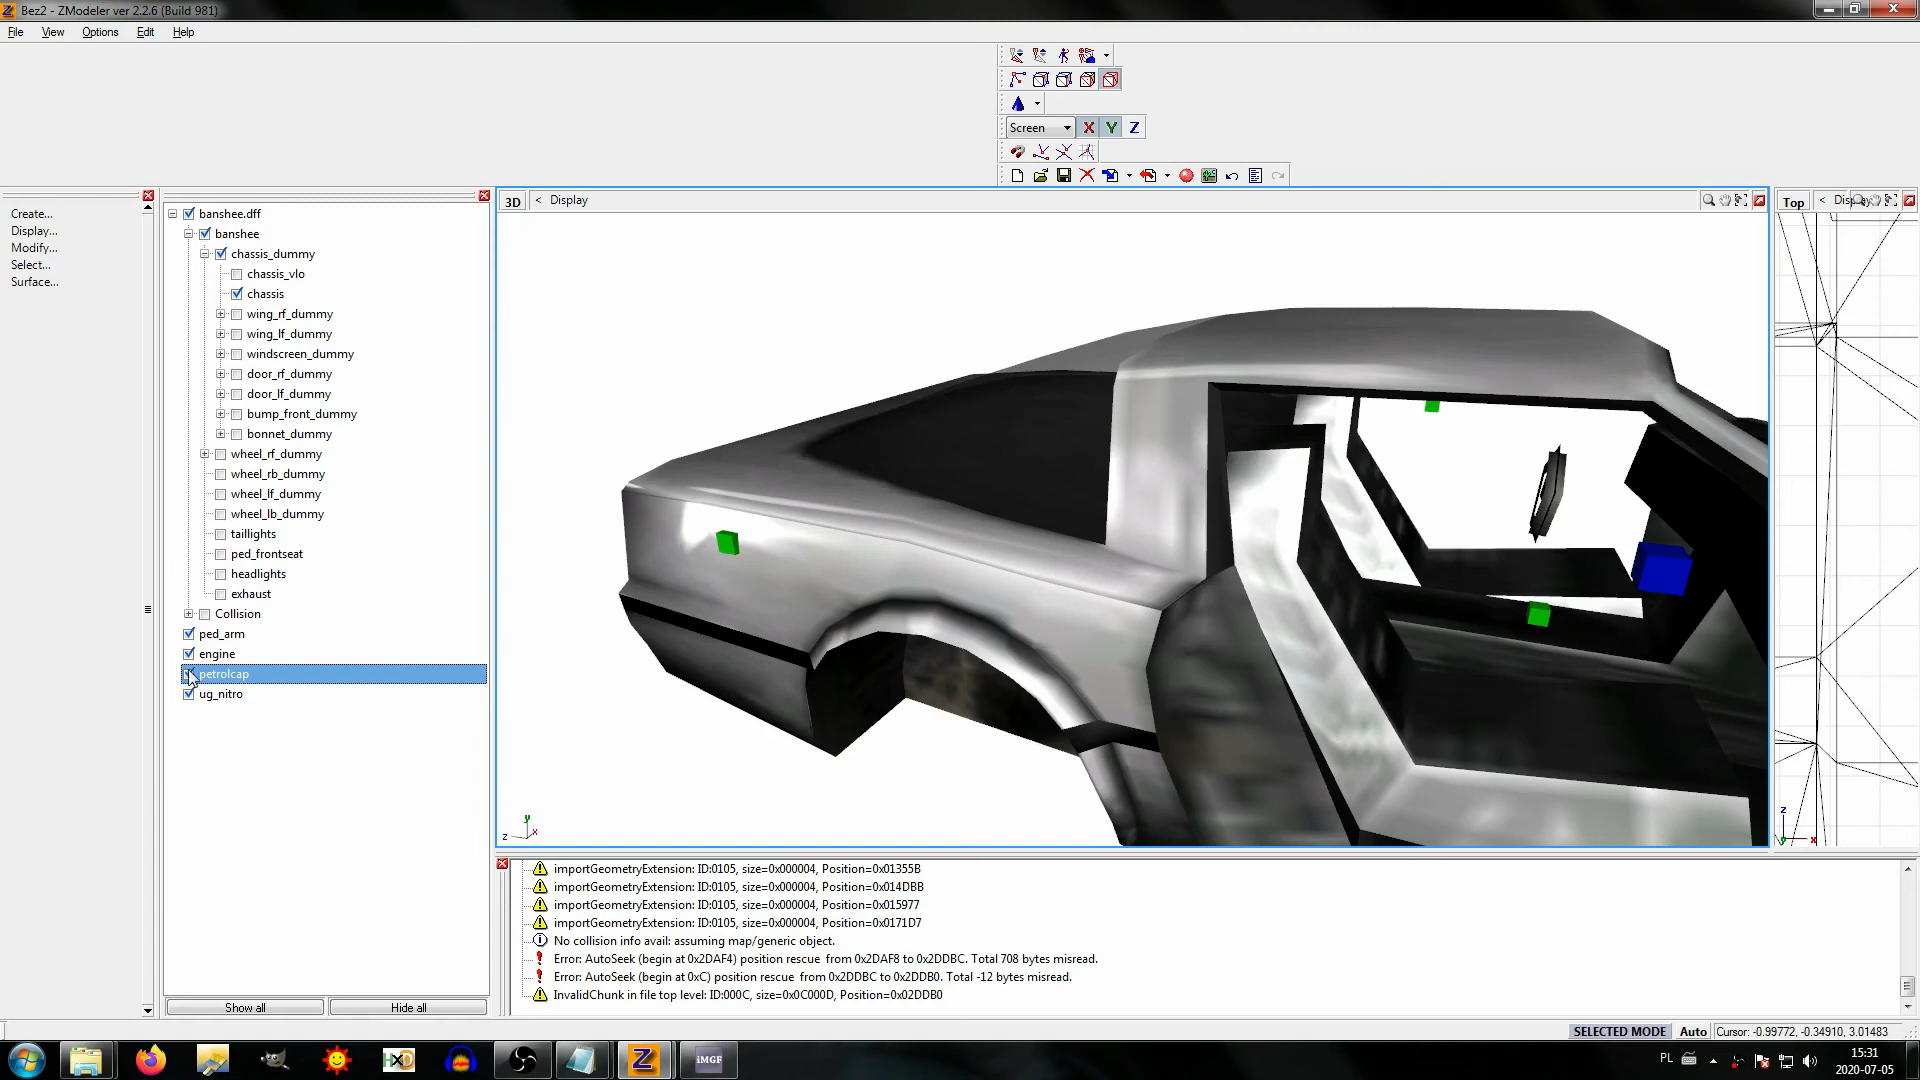 Bez2 - ZModeler ver 2.2.6 (Build 981)
File View Options Edit Help
Screen X Y Z
Create...
Display...
Modify...
Select...
Surface...
banshee.dff
banshee
chassis_dummy
chassis_vlo
chassis
wing_rf_dummy
wing_lf_dummy
windscreen_dummy
door_rf_dummy
door_lf_dummy
bump_front_dummy
bonnet_dummy
wheel_rf_dummy
wheel_rb_dummy
wheel_lf_dummy
wheel_lb_dummy
taillights
ped_frontseat
headlights
exhaust
Collision
ped_arm
engine
petrolcap
ug_nitro
Show all Hide all
3D < Display
Top <
z y x
z y x
importGeometryExtension: ID:0105, size=0x000004, Position=0x01355B
importGeometryExtension: ID:0105, size=0x000004, Position=0x014DBB
importGeometryExtension: ID:0105, size=0x000004, Position=0x015977
importGeometryExtension: ID:0105, size=0x000004, Position=0x0171D7
No collision info avail: assuming map/generic object.
Error: AutoSeek (begin at 0x2DAF4) position rescue from 0x2DAF8 to 0x2DDBC. Total 708 bytes misread.
Error: AutoSeek (begin at 0xC) position rescue from 0x2DDBC to 0x2DDB0. Total -12 bytes misread.
InvalidChunk in file top level: ID:000C, size=0x0C000D, Position=0x02DDB0
SELECTED MODE Auto Cursor: -0.99772, -0.34910, 3.01483
HxD
Z
iMGF
PL
15:31
2020-07-05